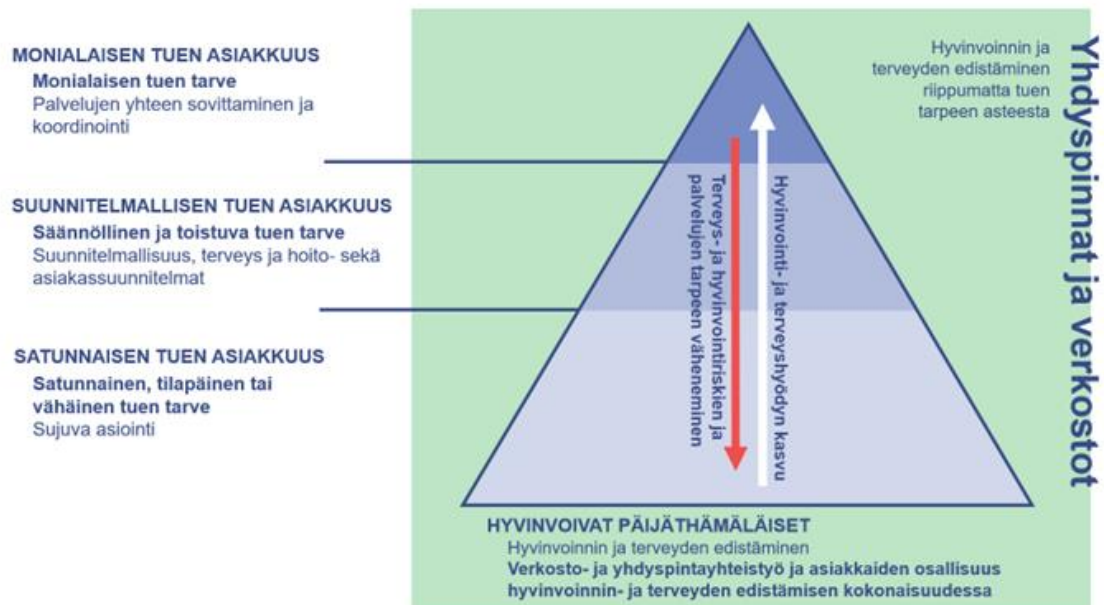 MONIALAISEN TUEN ASIAKKUUS
Monialaisen tuen tarve
Palvelujen yhteen sovittaminen ja
koordinointi
SUUNNITELMALLISEN TUEN ASIAKKUUS
Säännöllinen ja toistuva tuen tarve
Suunnitelmallisuus, terveys ja hoito- sekä
asiakassuunnitelmat
SATUNNAISEN TUEN ASIAKKUUS
Satunnainen, tilapäinen tai
vähäinen tuen tarve
Sujuva asiointi
Terveys- ja hyvinvointiriskien ja
palvelujen tarpeen väheneminen
Hyvinvointi- ja terveyshyödyn kasvu
Hyvinvoinnin ja
terveyden edistäminen
riippumatta tuen
tarpeen asteesta
Yhdyspinnat ja verkostot
HYVINVOIVAT PÄIJÄTHÄMÄLÄISET
Hyvinvoinnin ja terveyden edistäminen
Verkosto- ja yhdyspintayhteistyö ja asiakkaiden osallisuus
hyvinvoinnin- ja terveyden edistämisen kokonaisuudessa